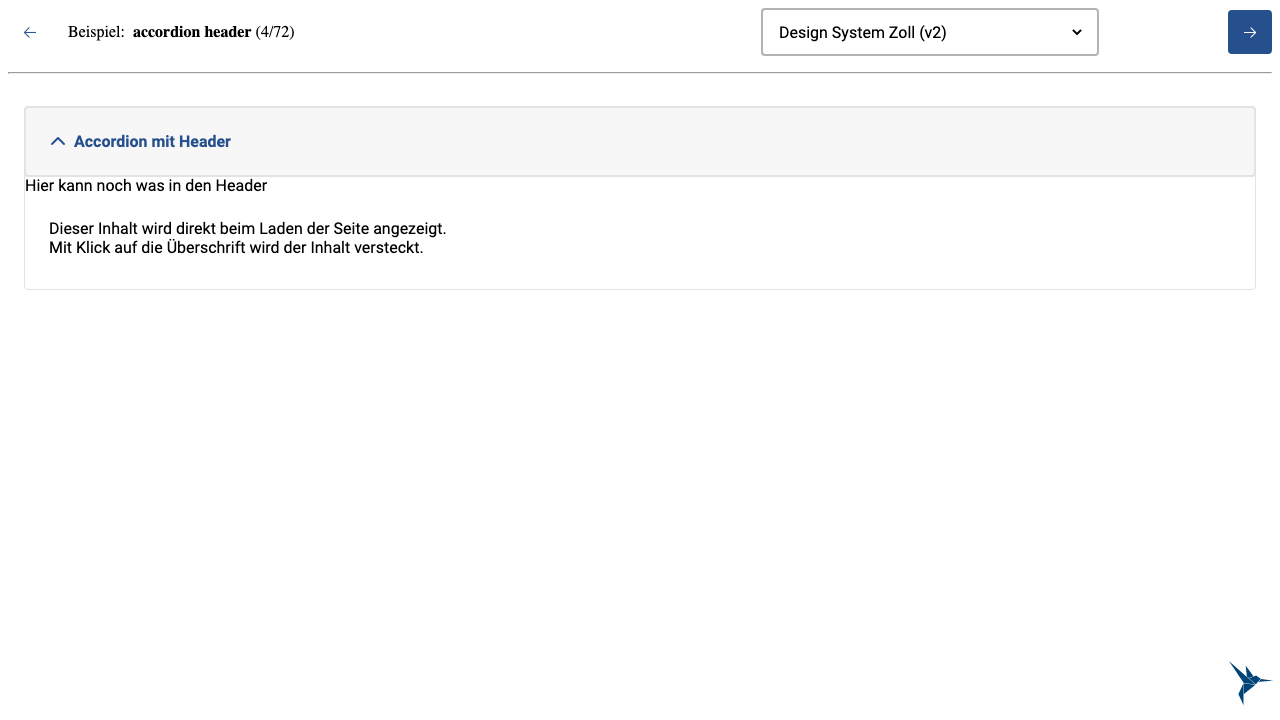 Beispiel: accordion header (4/72)
Design System Zoll (v2)
Accordion mit Header
Hier kann noch was in den Header
Dieser Inhalt wird direkt beim Laden der Seite angezeigt.
Mit Klick auf die Überschrift wird der Inhalt versteckt.